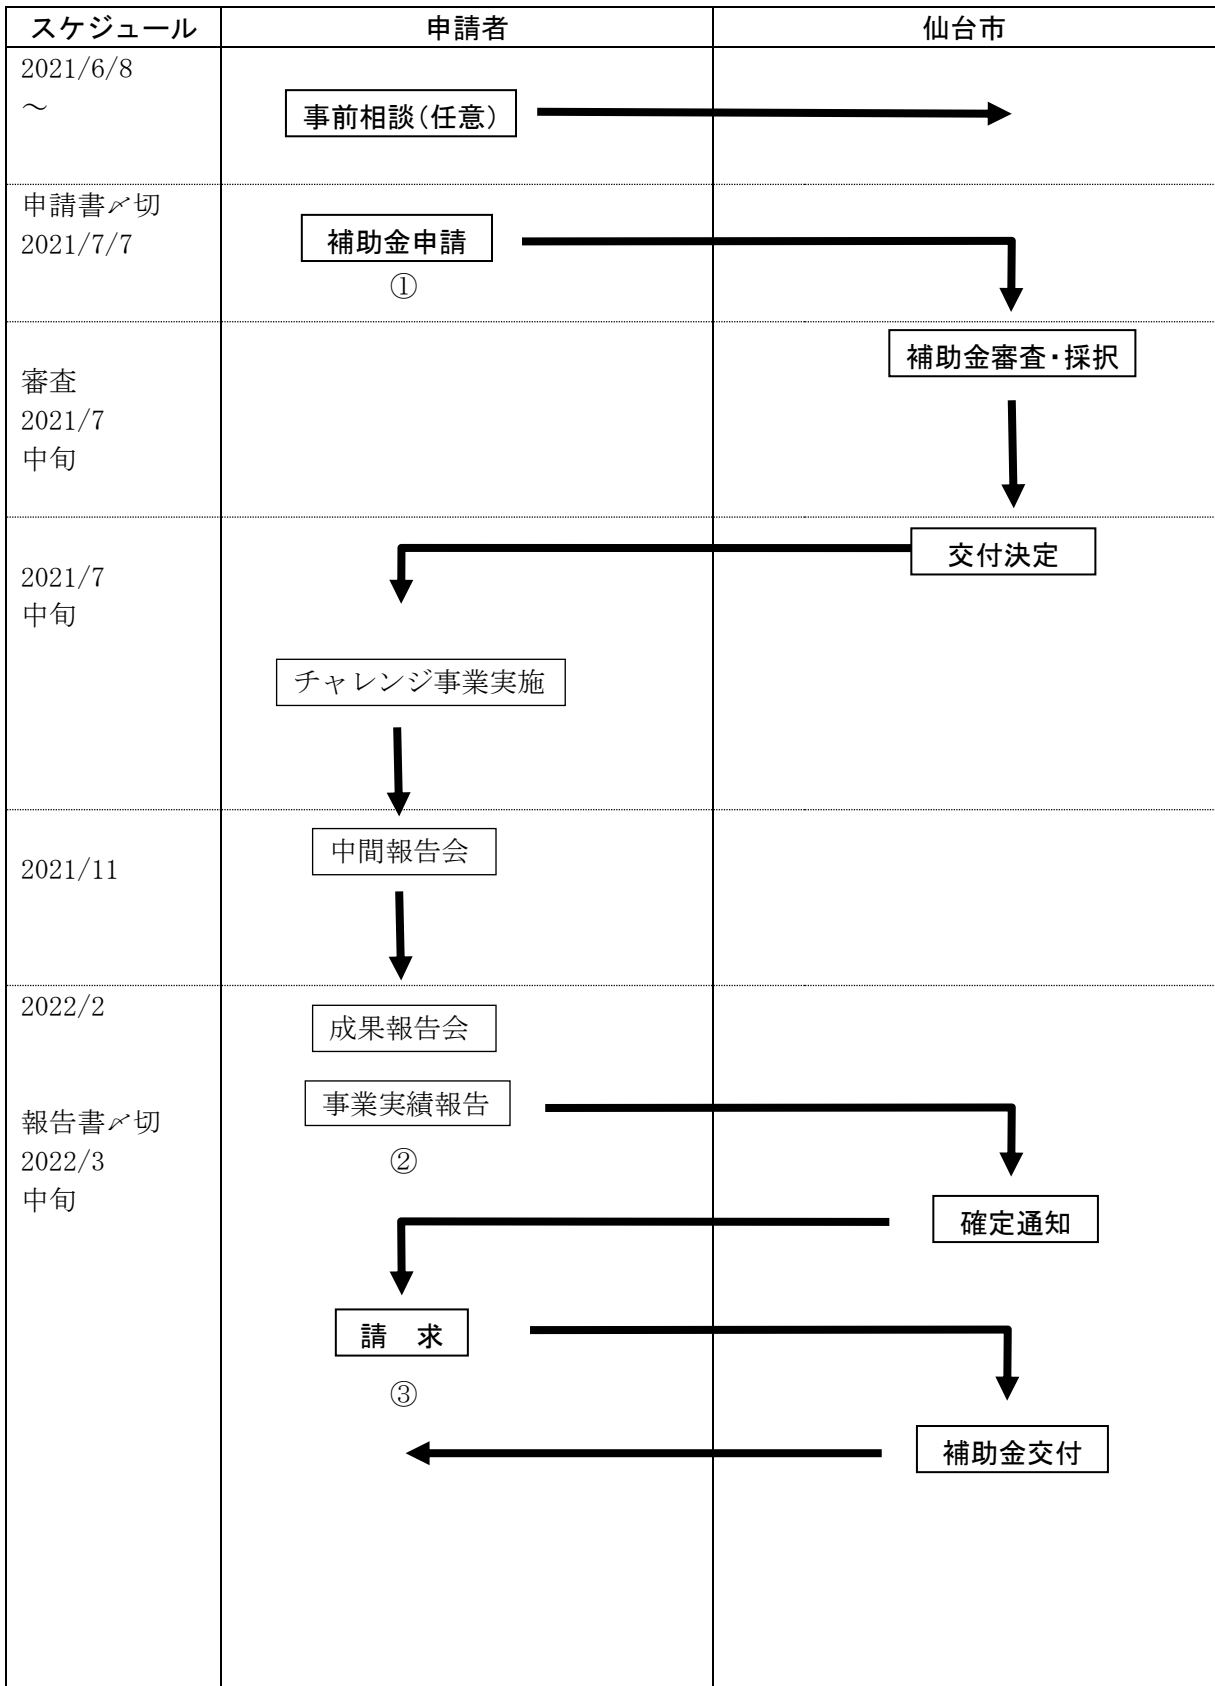 スケジュール
申請者
仙台市
2021/6/8
～
事前相談(任意)
申請書〆切
2021/7/7
補助金申請
①
補助金審査・採択
審査
2021/7
中旬
交付決定
2021/7
中旬
チャレンジ事業実施
中間報告会
2021/11
2022/2
成果報告会
事業実績報告
報告書〆切
2022/3
中旬
②
確定通知
請　求
③
補助金交付